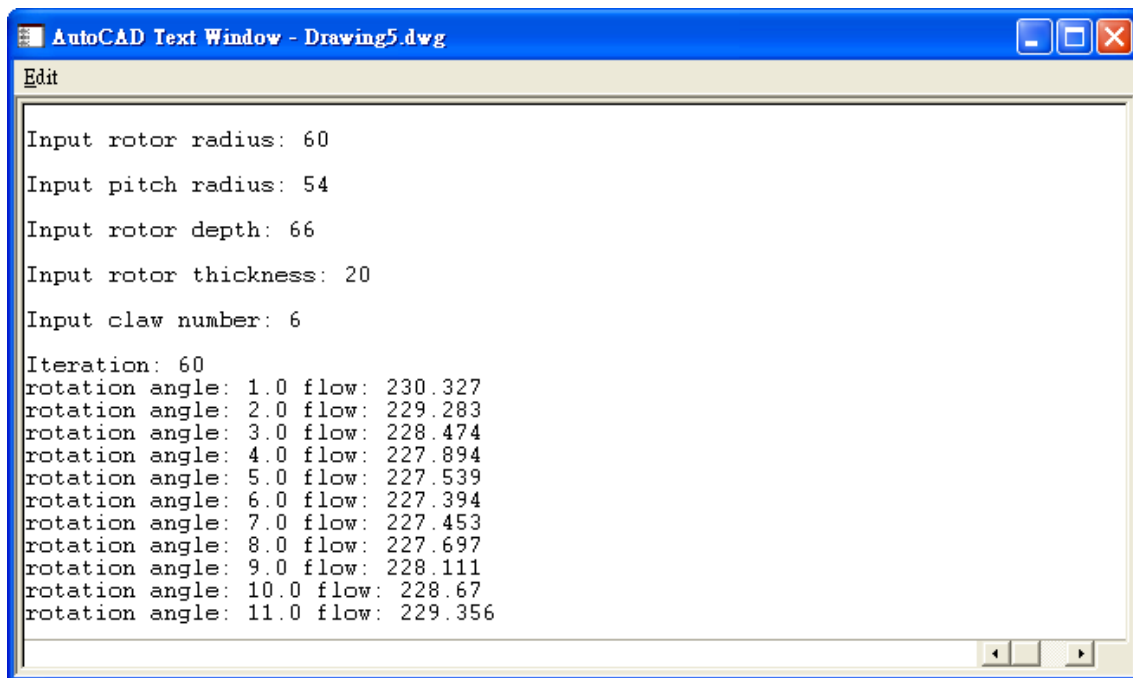 AutoCAD Text Window - Drawing5.dwg
Edit
Input rotor radius: 60
Input pitch radius: 54
Input rotor depth: 66
Input rotor thickness: 20
Input claw number: 6
Iteration: 60
rotation angle: 1.0 flow: 230.327
rotation angle: 2.0 flow: 229.283
rotation angle: 3.0 flow: 228.474
rotation angle: 4.0 flow: 227.894
rotation angle: 5.0 flow: 227.539
rotation angle: 6.0 flow: 227.394
rotation angle: 7.0 flow: 227.453
rotation angle: 8.0 flow: 227.697
rotation angle: 9.0 flow: 228.111
rotation angle: 10.0 flow: 228.67
rotation angle: 11.0 flow: 229.356